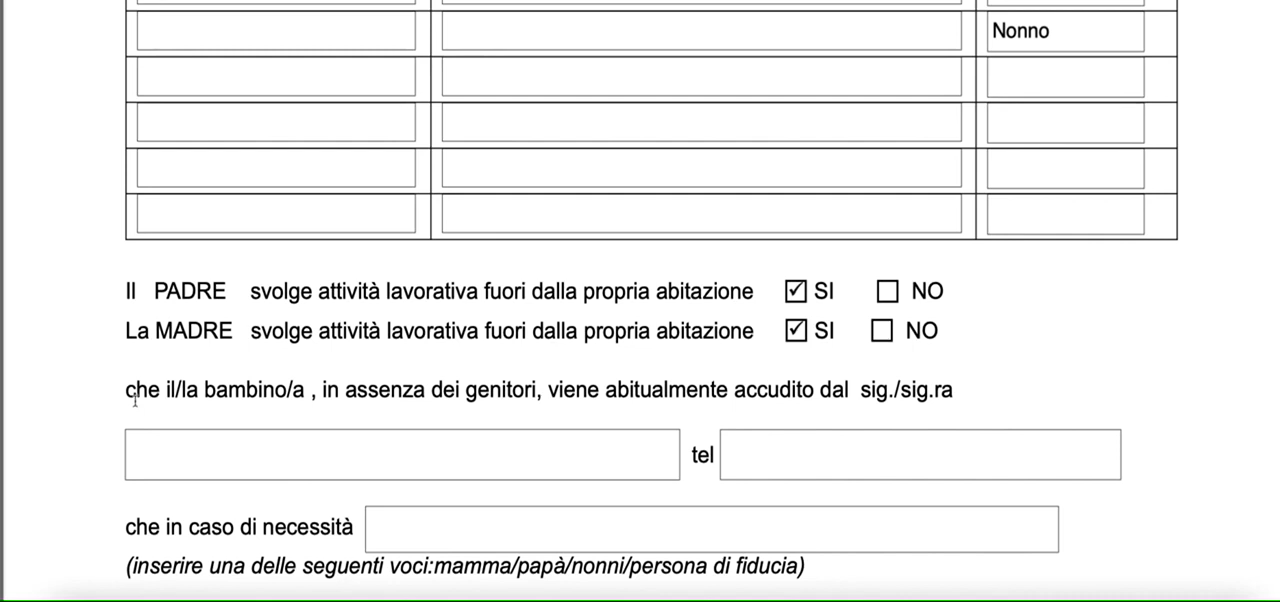 Nonno
Il PADRE svolge attività lavorativa fuori dalla propria abitazione SI NO
La MADRE svolge attività lavorativa fuori dalla propria abitazione SI NO
che il/la bambino/a , in assenza dei genitori, viene abitualmente accudito dal sig./sig.ra
tel
che in caso di necessità
(inserire una delle seguenti voci:mamma/papà/nonni/persona di fiducia)